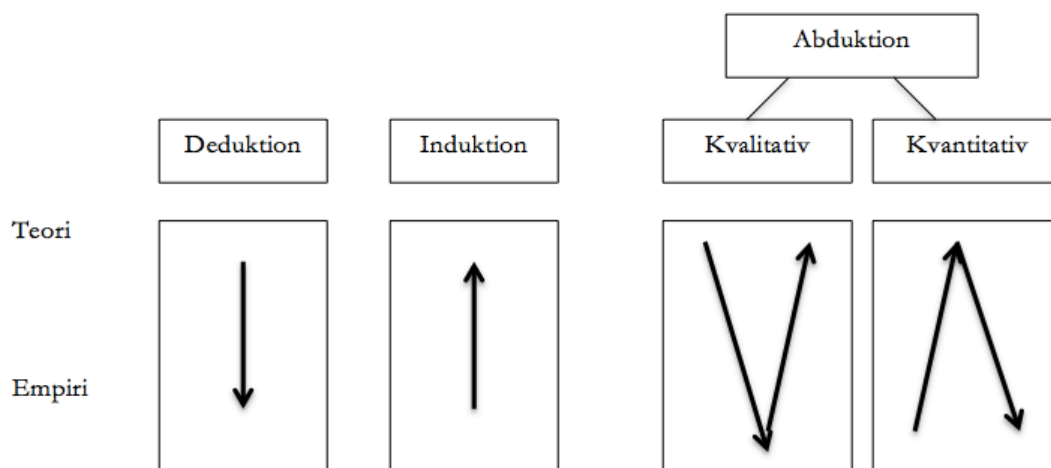 Abduktion
Deduktion
Induktion
Kvalitativ
Kvantitativ
Teori
Empiri